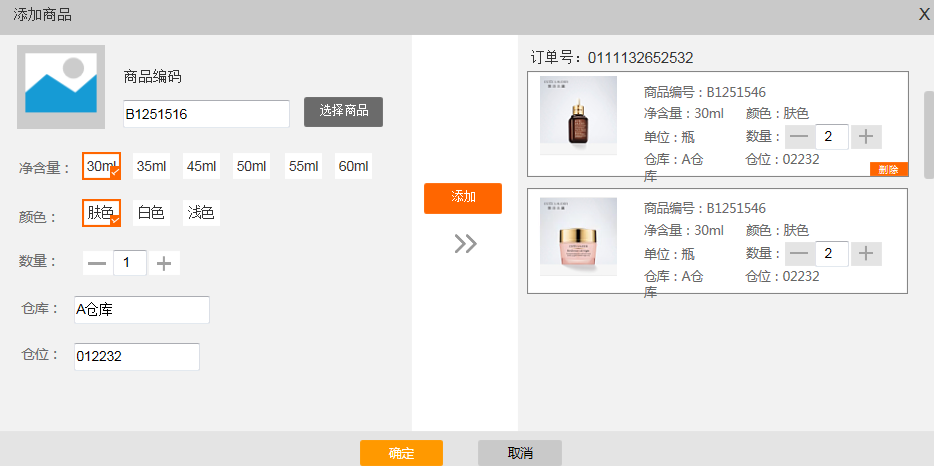 添加商品
X
商品编码
B1251516
选择商品
净含量：
30ml
35ml
45ml
50ml
55ml
60ml
颜色：
肤色
白色
浅色
数量：
1
仓库：
A仓库
仓位：
012232
添加
订单号：0111132652532
商品编号：B1251546
净含量：30ml
颜色：肤色
单位：瓶
数量：
2
仓库：A仓
库
仓位：02232
删除
商品编号：B1251546
净含量：30ml
颜色：肤色
单位：瓶
数量：
2
仓库：A仓
库
仓位：02232
确定
取消